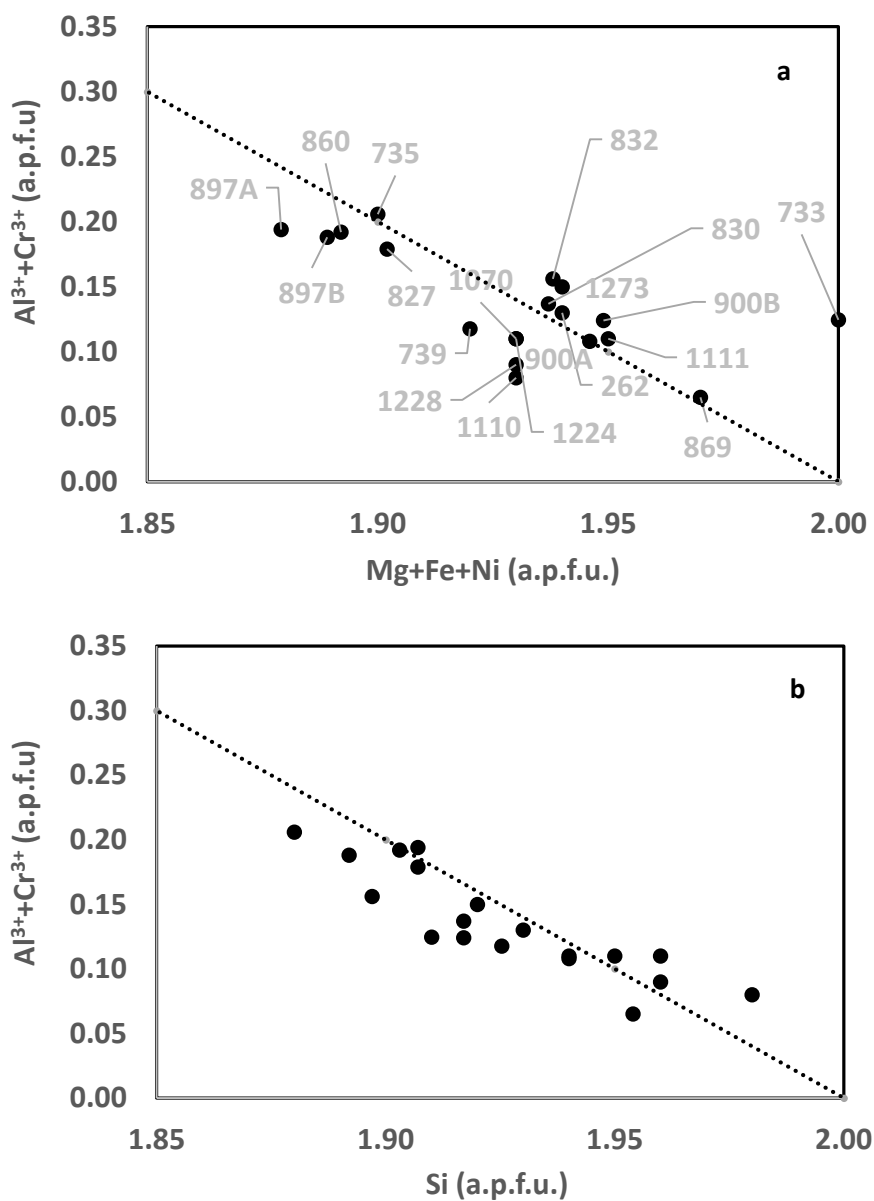 0.35
a
0.30
860
735
832
0.25
897A
733
830
0.20
1070
1273
0.15
897B
827
900B
0.10
739
900A
1111
1228
262
0.05
1110
1224
869
0.00
1.85 1.90 1.95 2.00
Al³⁺+Cr³⁺ (a.p.f.u)
Mg+Fe+Ni (a.p.f.u.)
0.35
b
0.30
0.25
0.20
0.15
0.10
0.05
0.00
1.85 1.90 1.95 2.00
Al³⁺+Cr³⁺ (a.p.f.u)
Si (a.p.f.u.)